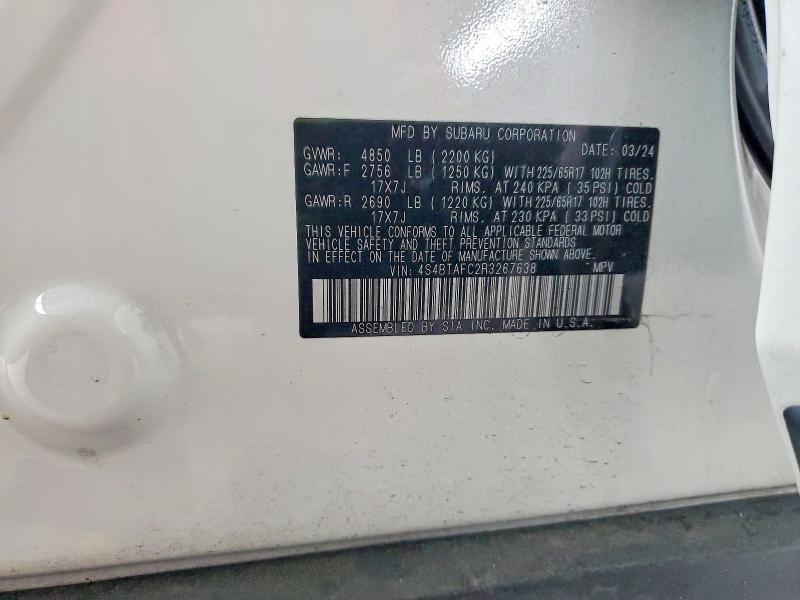 MFD BY SUBARU CORPORATION
GVWR: 4850 LB (2200 KG) DATE: 03/24
GAWR:F 2756 LB (1250 KG) WITH 225/65R17 102H TIRES.
17X7J RIMS. AT 240 KPA (35 PSI) COLD
GAWR:R 2690 LB (1220 KG) WITH 225/65R17 102H TIRES.
17X7J RIMS. AT 230 KPA (33 PSI) COLD
THIS VEHICLE CONFORMS TO ALL APPLICABLE FEDERAL MOTOR
VEHICLE SAFETY AND THEFT PREVENTION STANDARDS
IN EFFECT ON THE DATE OF MANUFACTURE SHOWN ABOVE.
VIN: 4S4BTAFC2R3267638 MPV
ASSEMBLED BY SIA INC. MADE IN U.S.A.